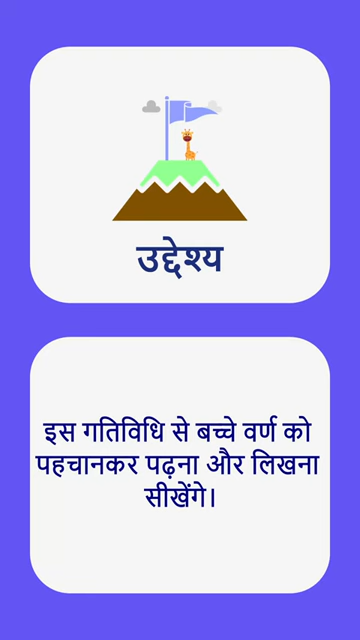 उद्देश्य
इस गतिविधि से बच्चे वर्ण को
पहचानकर पढ़ना और लिखना
सीखेंगे।